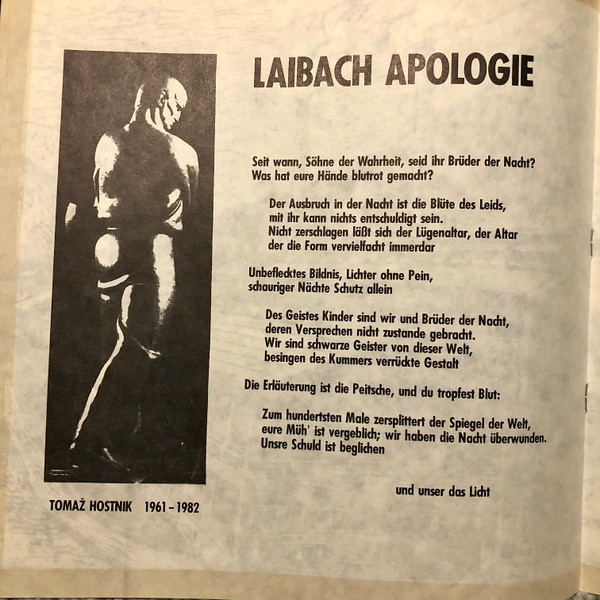 LAIBACH APOLOGIE
Seit wann, Söhne der Wahrheit, seid ihr Brüder der Nacht?
Was hat eure Hände blutrot gemacht?
Der Ausbruch in der Nacht ist die Blüte des Leids,
mit ihr kann nichts entschuldigt sein.
Nicht zerschlagen läßt sich der Lügenaltar, der Altar
der die Form vervielfacht immerdar
Unbeflecktes Bildnis, Lichter ohne Pein,
schauriger Nächte Schutz allein
Des Geistes Kinder sind wir und Brüder der Nacht,
deren Versprechen nicht zustande gebracht.
Wir sind schwarze Geister von dieser Welt,
besingen des Kummers verrückte Gestalt
Die Erläuterung ist die Peitsche, und du tropfest Blut:
Zum hundertsten Male zersplittert der Spiegel der Welt,
eure Müh' ist vergeblich; wir haben die Nacht überwunden.
Unsre Schuld ist beglichen
und unser das Licht
TOMAŽ HOSTNIK 1961–1982